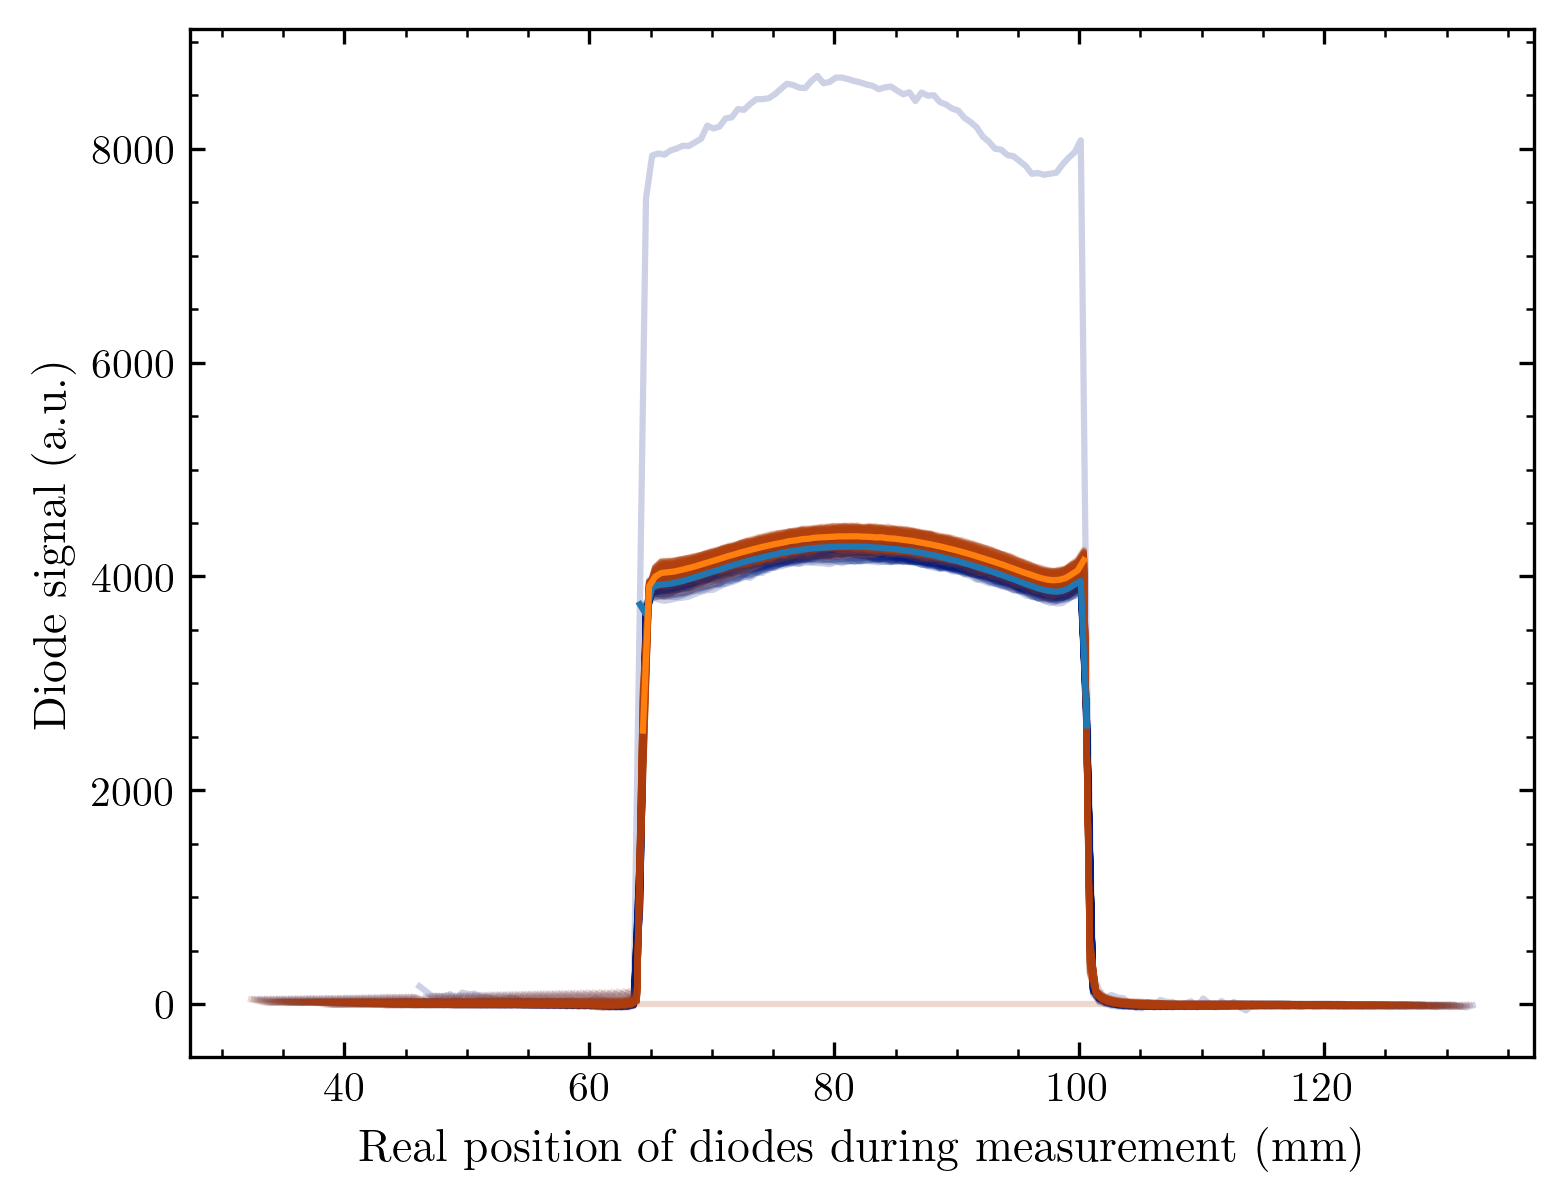 8000
6000
4000
2000
0
Diode signal (a.u.)
40 60 80 100 120
Real position of diodes during measurement (mm)